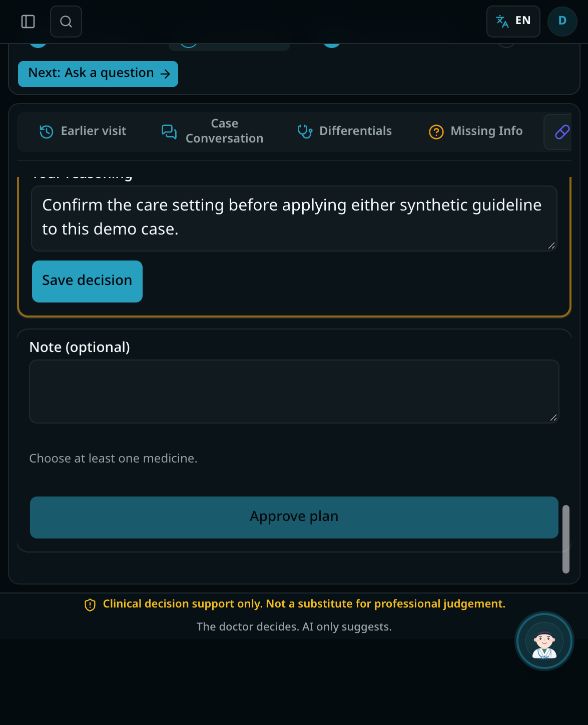 EN
D
Next: Ask a question →
Earlier visit
Case
Conversation
Differentials
Missing Info
Your reasoning
Confirm the care setting before applying either synthetic guideline
to this demo case.
Save decision
Note (optional)
Choose at least one medicine.
Approve plan
Clinical decision support only. Not a substitute for professional judgement.
The doctor decides. AI only suggests.